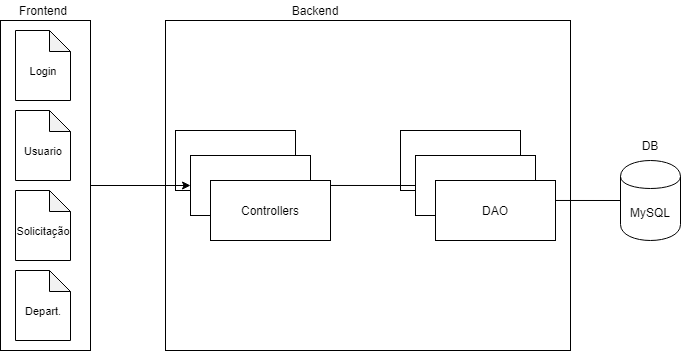 Frontend
Backend
Login
Usuario
Solicitação
Depart.
Controllers
DAO
DB
MySQL